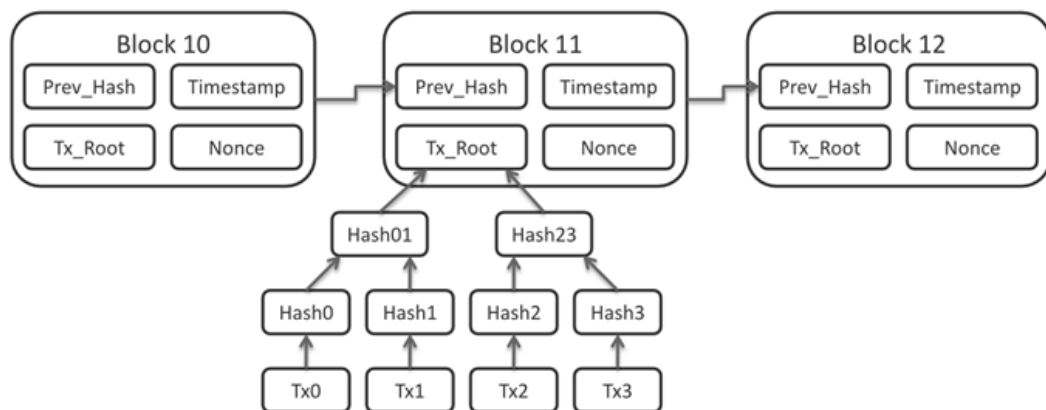 Block 10 Block 11 Block 12
Prev_Hash Timestamp Prev_Hash Timestamp Prev_Hash Timestamp
Tx_Root Nonce Tx_Root Nonce Tx_Root Nonce
Hash01 Hash23
Hash0 Hash1 Hash2 Hash3
Tx0 Tx1 Tx2 Tx3